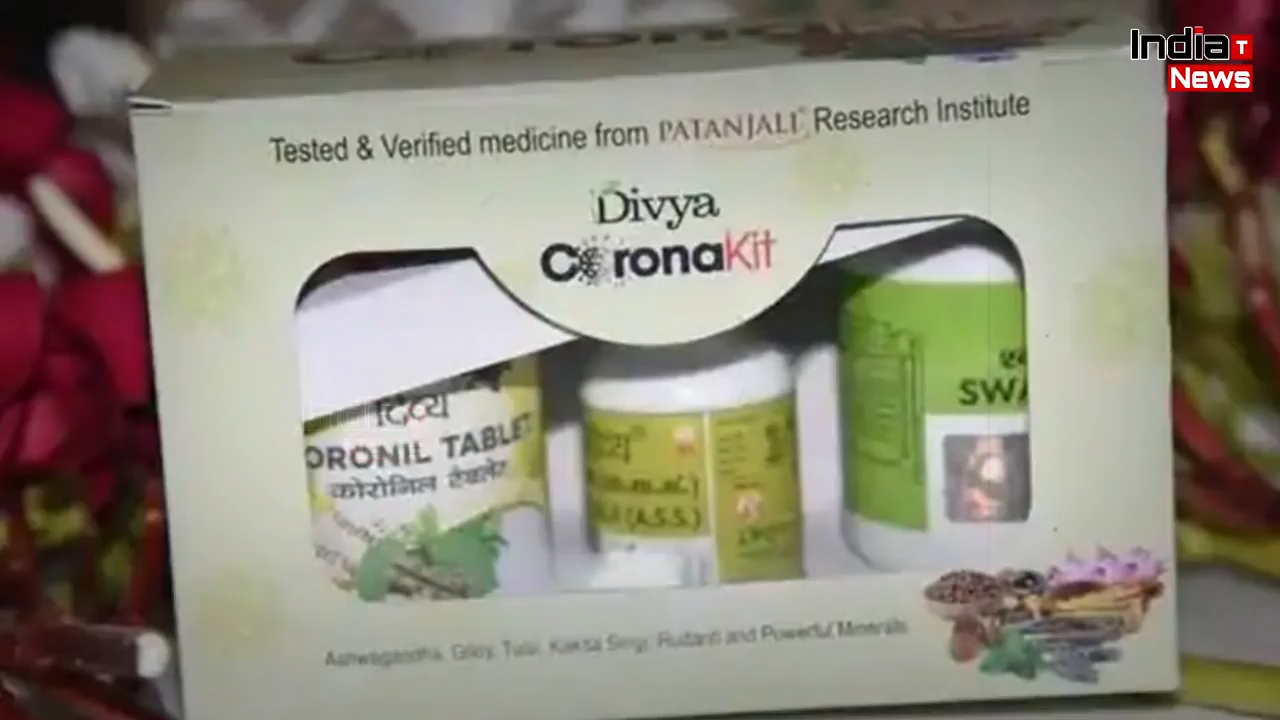 India T
News
Tested & Verified medicine from PATANJALI® Research Institute
Divya
CoronaKit
दिव्य
ORONIL TABLET
कोरोनिल टैबलेट
(A.S.S.)
SWA
Ashwagandha, Giloy, Tulsi, Kakda Singi, Rudanti and Powerful Minerals